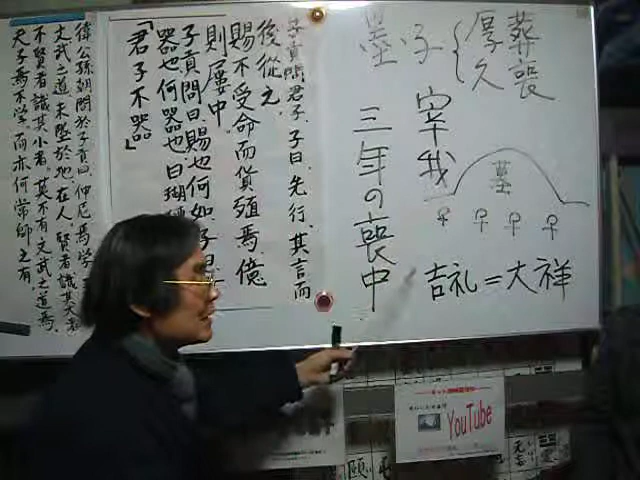 墨子
厚葬
久喪
宰我
三年の喪中
墓
吉礼=大祥
子貢問君子、子曰、先行、其言而
後從之、
賜不受命而貨殖焉億
則屢中
子貢問曰賜也何如子曰
器也何器也曰瑚
「君子不器」
衛公孫朝問於子貢曰仲尼焉学
文武之道未墜於地在人賢者識其大
不賢者識其小者。莫不有文武之道焉、
夫子焉不学而亦何常師之有
YouTube